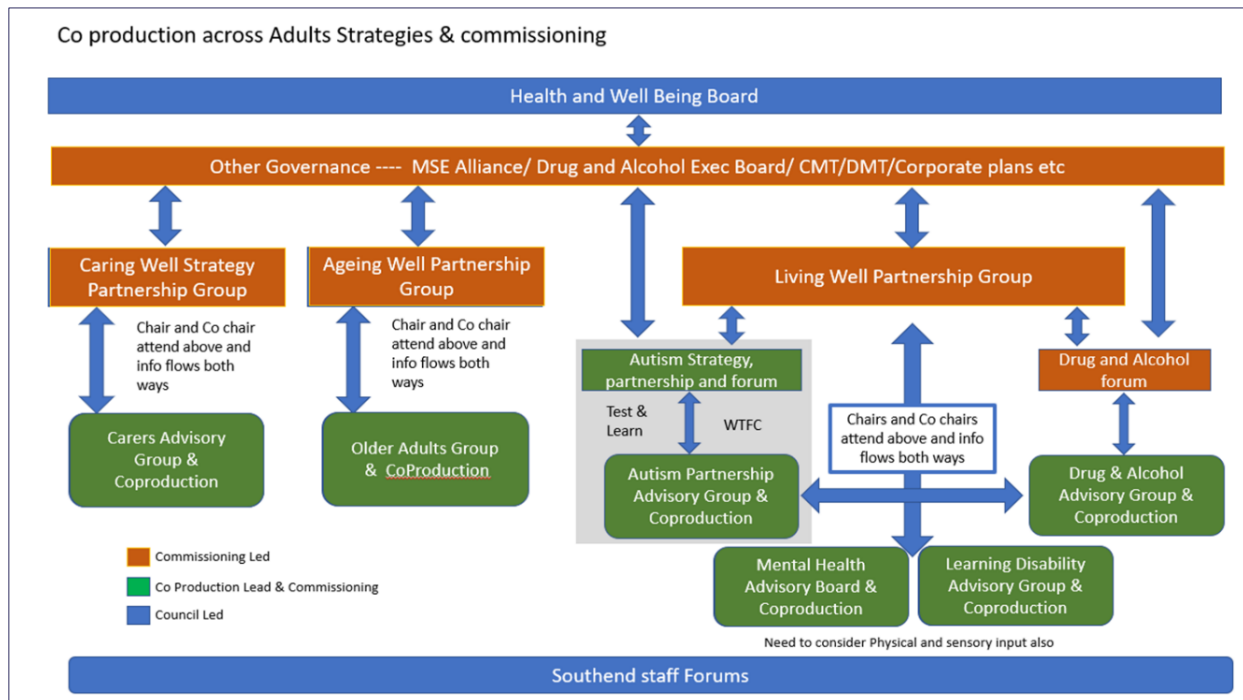 Co production across Adults Strategies & commissioning
Health and Well Being Board
Other Governance ---- MSE Alliance/ Drug and Alcohol Exec Board/ CMT/DMT/Corporate plans etc
Caring Well Strategy
Partnership Group
Ageing Well Partnership
Group
Living Well Partnership Group
Chair and Co chair
attend above and
info flows both
ways
Chair and Co chair
attend above and
info flows both
ways
Autism Strategy,
partnership and forum
Drug and Alcohol
forum
Test &
Learn
WTFC
Chairs and Co chairs
attend above and info
flows both ways
Carers Advisory
Group &
Coproduction
Older Adults Group
& CoProduction
Autism Partnership
Advisory Group &
Coproduction
Drug & Alcohol
Advisory Group &
Coproduction
Mental Health
Advisory Board &
Coproduction
Learning Disability
Advisory Group &
Coproduction
Commissioning Led
Co Production Lead & Commissioning
Council Led
Need to consider Physical and sensory input also
Southend staff Forums